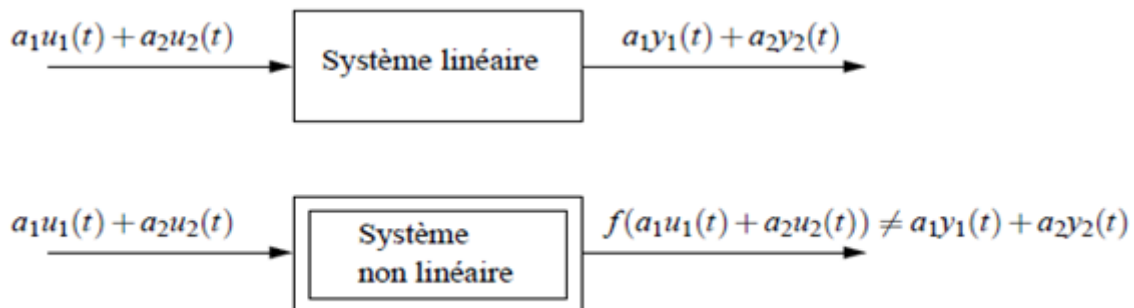 a₁u₁(t) + a₂u₂(t)
Système linéaire
a₁y₁(t) + a₂y₂(t)
a₁u₁(t) + a₂u₂(t)
Système
non linéaire
f(a₁u₁(t) + a₂u₂(t)) ≠ a₁y₁(t) + a₂y₂(t)